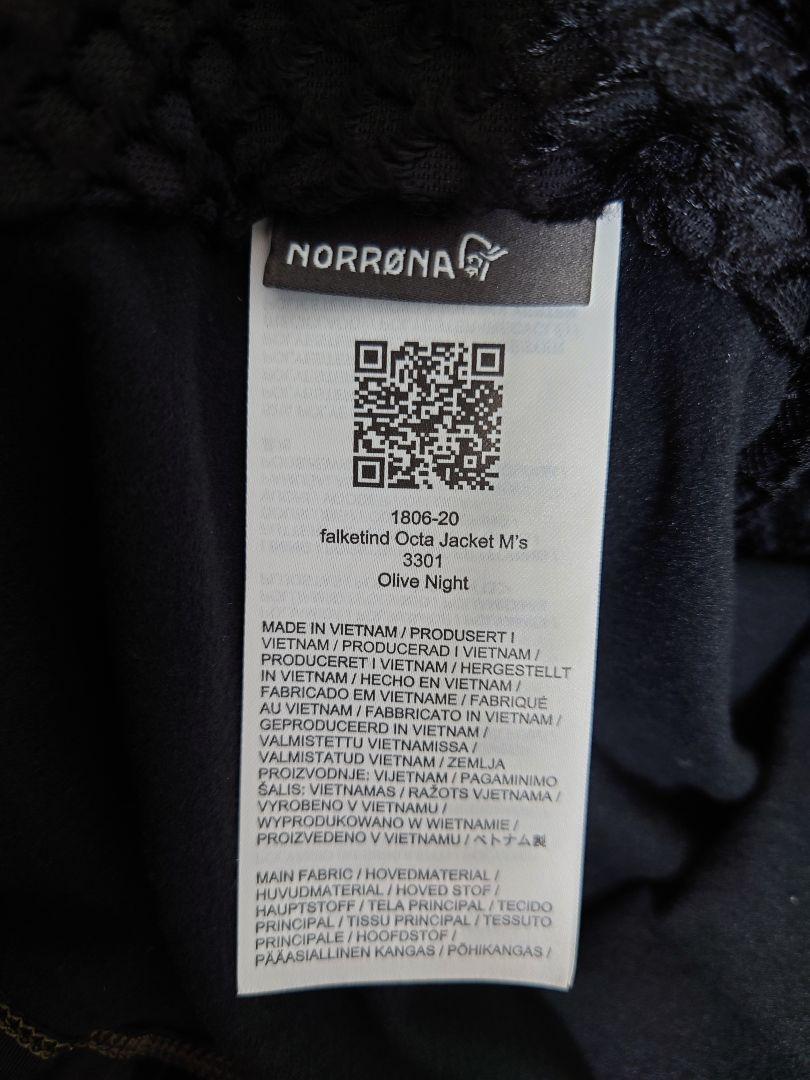 NORRØNA
1806-20
falketind Octa Jacket M's
3301
Olive Night
MADE IN VIETNAM / PRODUSERT I
VIETNAM / PRODUCERAD I VIETNAM /
PRODUCERET I VIETNAM / HERGESTELLT
IN VIETNAM / HECHO EN VIETNAM /
FABRICADO EM VIETNAME / FABRIQUÉ
AU VIETNAM / FABBRICATO IN VIETNAM /
GEPRODUCEERD IN VIETNAM /
VALMISTETTU VIETNAMISSA /
VALMISTATUD VIETNAM / ZEMLJA
PROIZVODNJE: VIJETNAM / PAGAMINIMO
ŠALIS: VIETNAMAS / RAŽOTS VJETNAMA /
VYROBENO V VIETNAMU /
WYPRODUKOWANO W WIETNAMIE /
PROIZVEDENO V VIETNAMU / ベトナム製
MAIN FABRIC / HOVEDMATERIAL /
HUVUDMATERIAL / HOVED STOF /
HAUPTSTOFF / TELA PRINCIPAL / TECIDO
PRINCIPAL / TISSU PRINCIPAL / TESSUTO
PRINCIPALE / HOOFDSTOF /
PÄÄASIALLINEN KANGAS / PÕHIKANGAS /